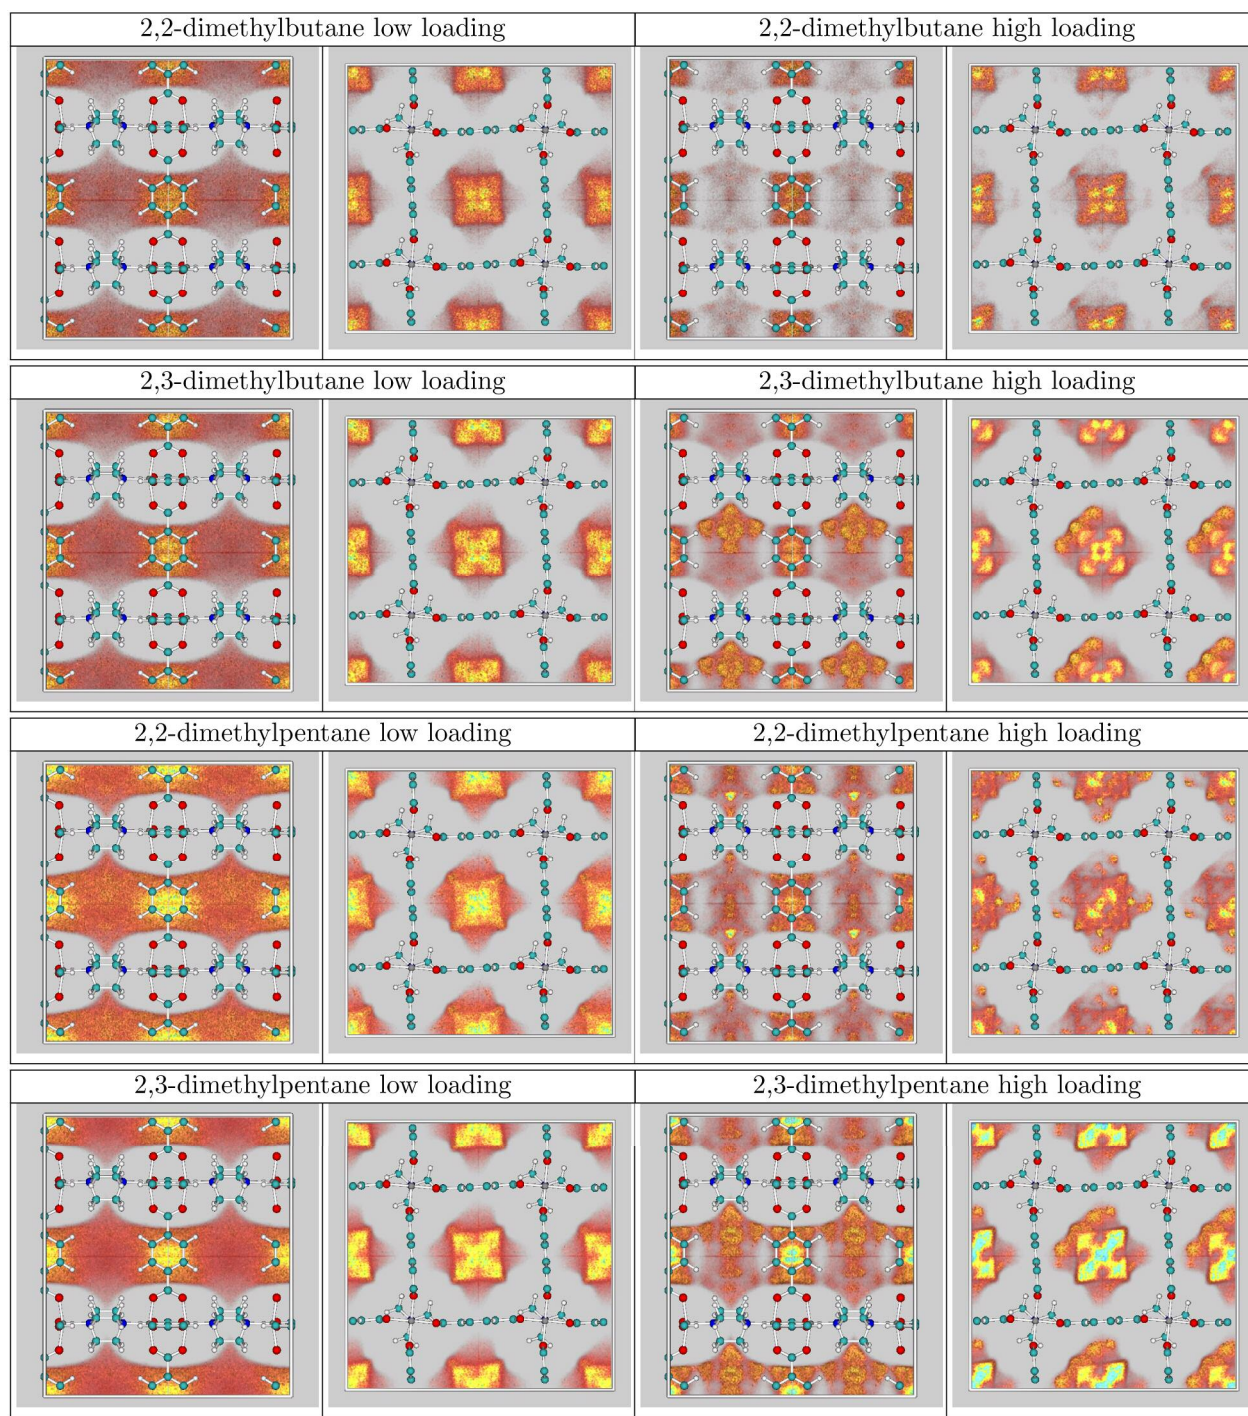 2,2-dimethylbutane low loading
2,2-dimethylbutane high loading
2,3-dimethylbutane low loading
2,3-dimethylbutane high loading
2,2-dimethylpentane low loading
2,2-dimethylpentane high loading
2,3-dimethylpentane low loading
2,3-dimethylpentane high loading